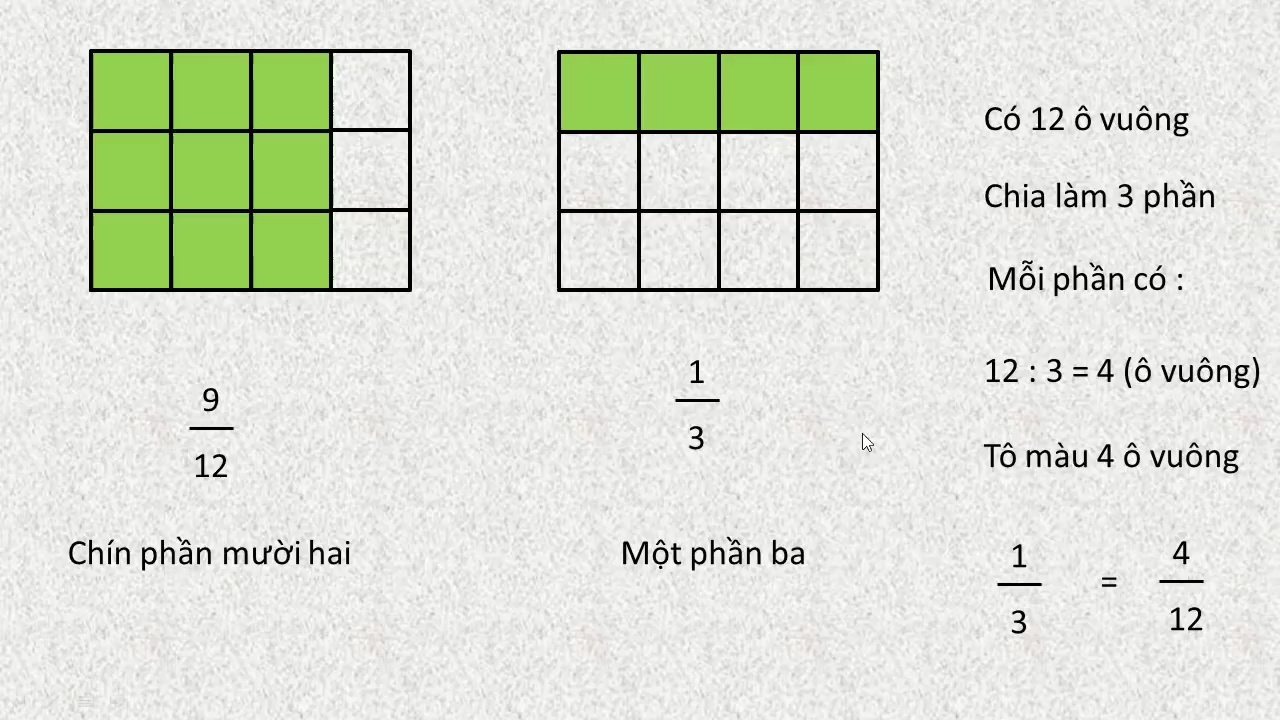 9
12
Chín phần mười hai
1
3
Một phần ba
Có 12 ô vuông
Chia làm 3 phần
Mỗi phần có :
12 : 3 = 4 (ô vuông)
Tô màu 4 ô vuông
1 4
=
3 12